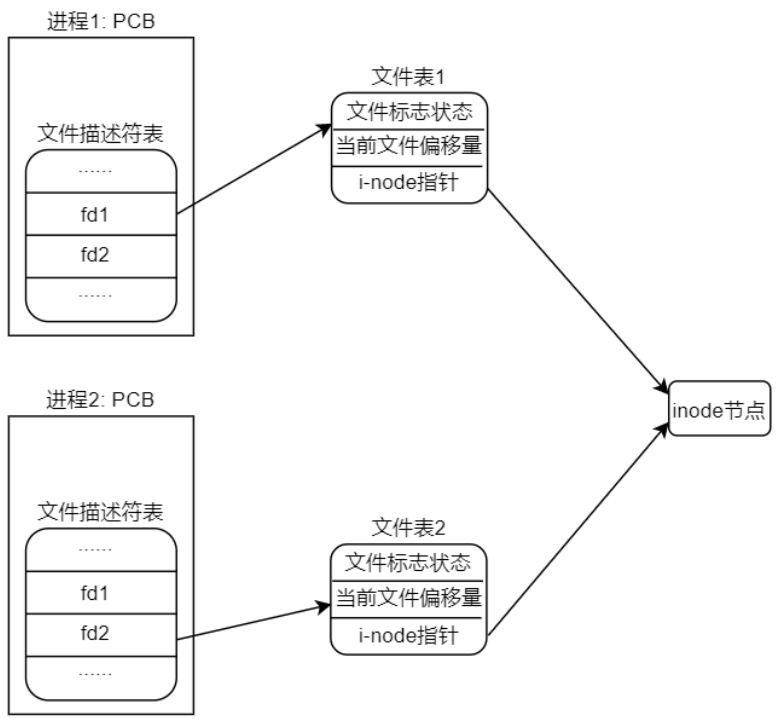 进程1: PCB
文件描述符表
......
fd1
fd2
......
文件表1
文件标志状态
当前文件偏移量
i-node指针
inode节点
进程2: PCB
文件描述符表
......
fd1
fd2
......
文件表2
文件标志状态
当前文件偏移量
i-node指针